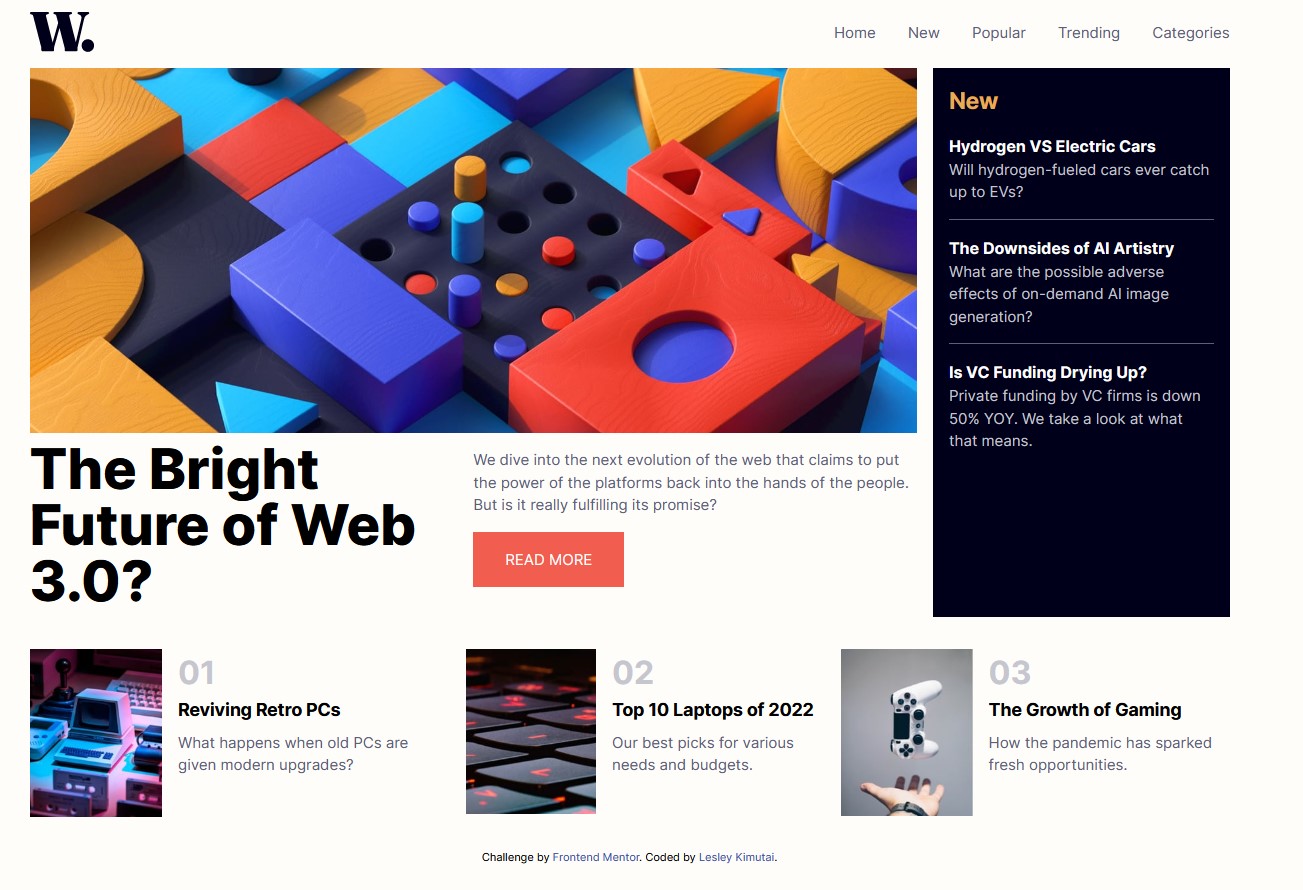 W.
Home New Popular Trending Categories
New
Hydrogen VS Electric Cars
Will hydrogen-fueled cars ever catch
up to EVs?
The Downsides of AI Artistry
What are the possible adverse
effects of on-demand AI image
generation?
Is VC Funding Drying Up?
Private funding by VC firms is down
50% YOY. We take a look at what
that means.
The Bright
Future of Web
3.0?
We dive into the next evolution of the web that claims to put
the power of the platforms back into the hands of the people.
But is it really fulfilling its promise?
READ MORE
01
Reviving Retro PCs
What happens when old PCs are
given modern upgrades?
02
Top 10 Laptops of 2022
Our best picks for various
needs and budgets.
03
The Growth of Gaming
How the pandemic has sparked
fresh opportunities.
Challenge by Frontend Mentor. Coded by Lesley Kimutai.